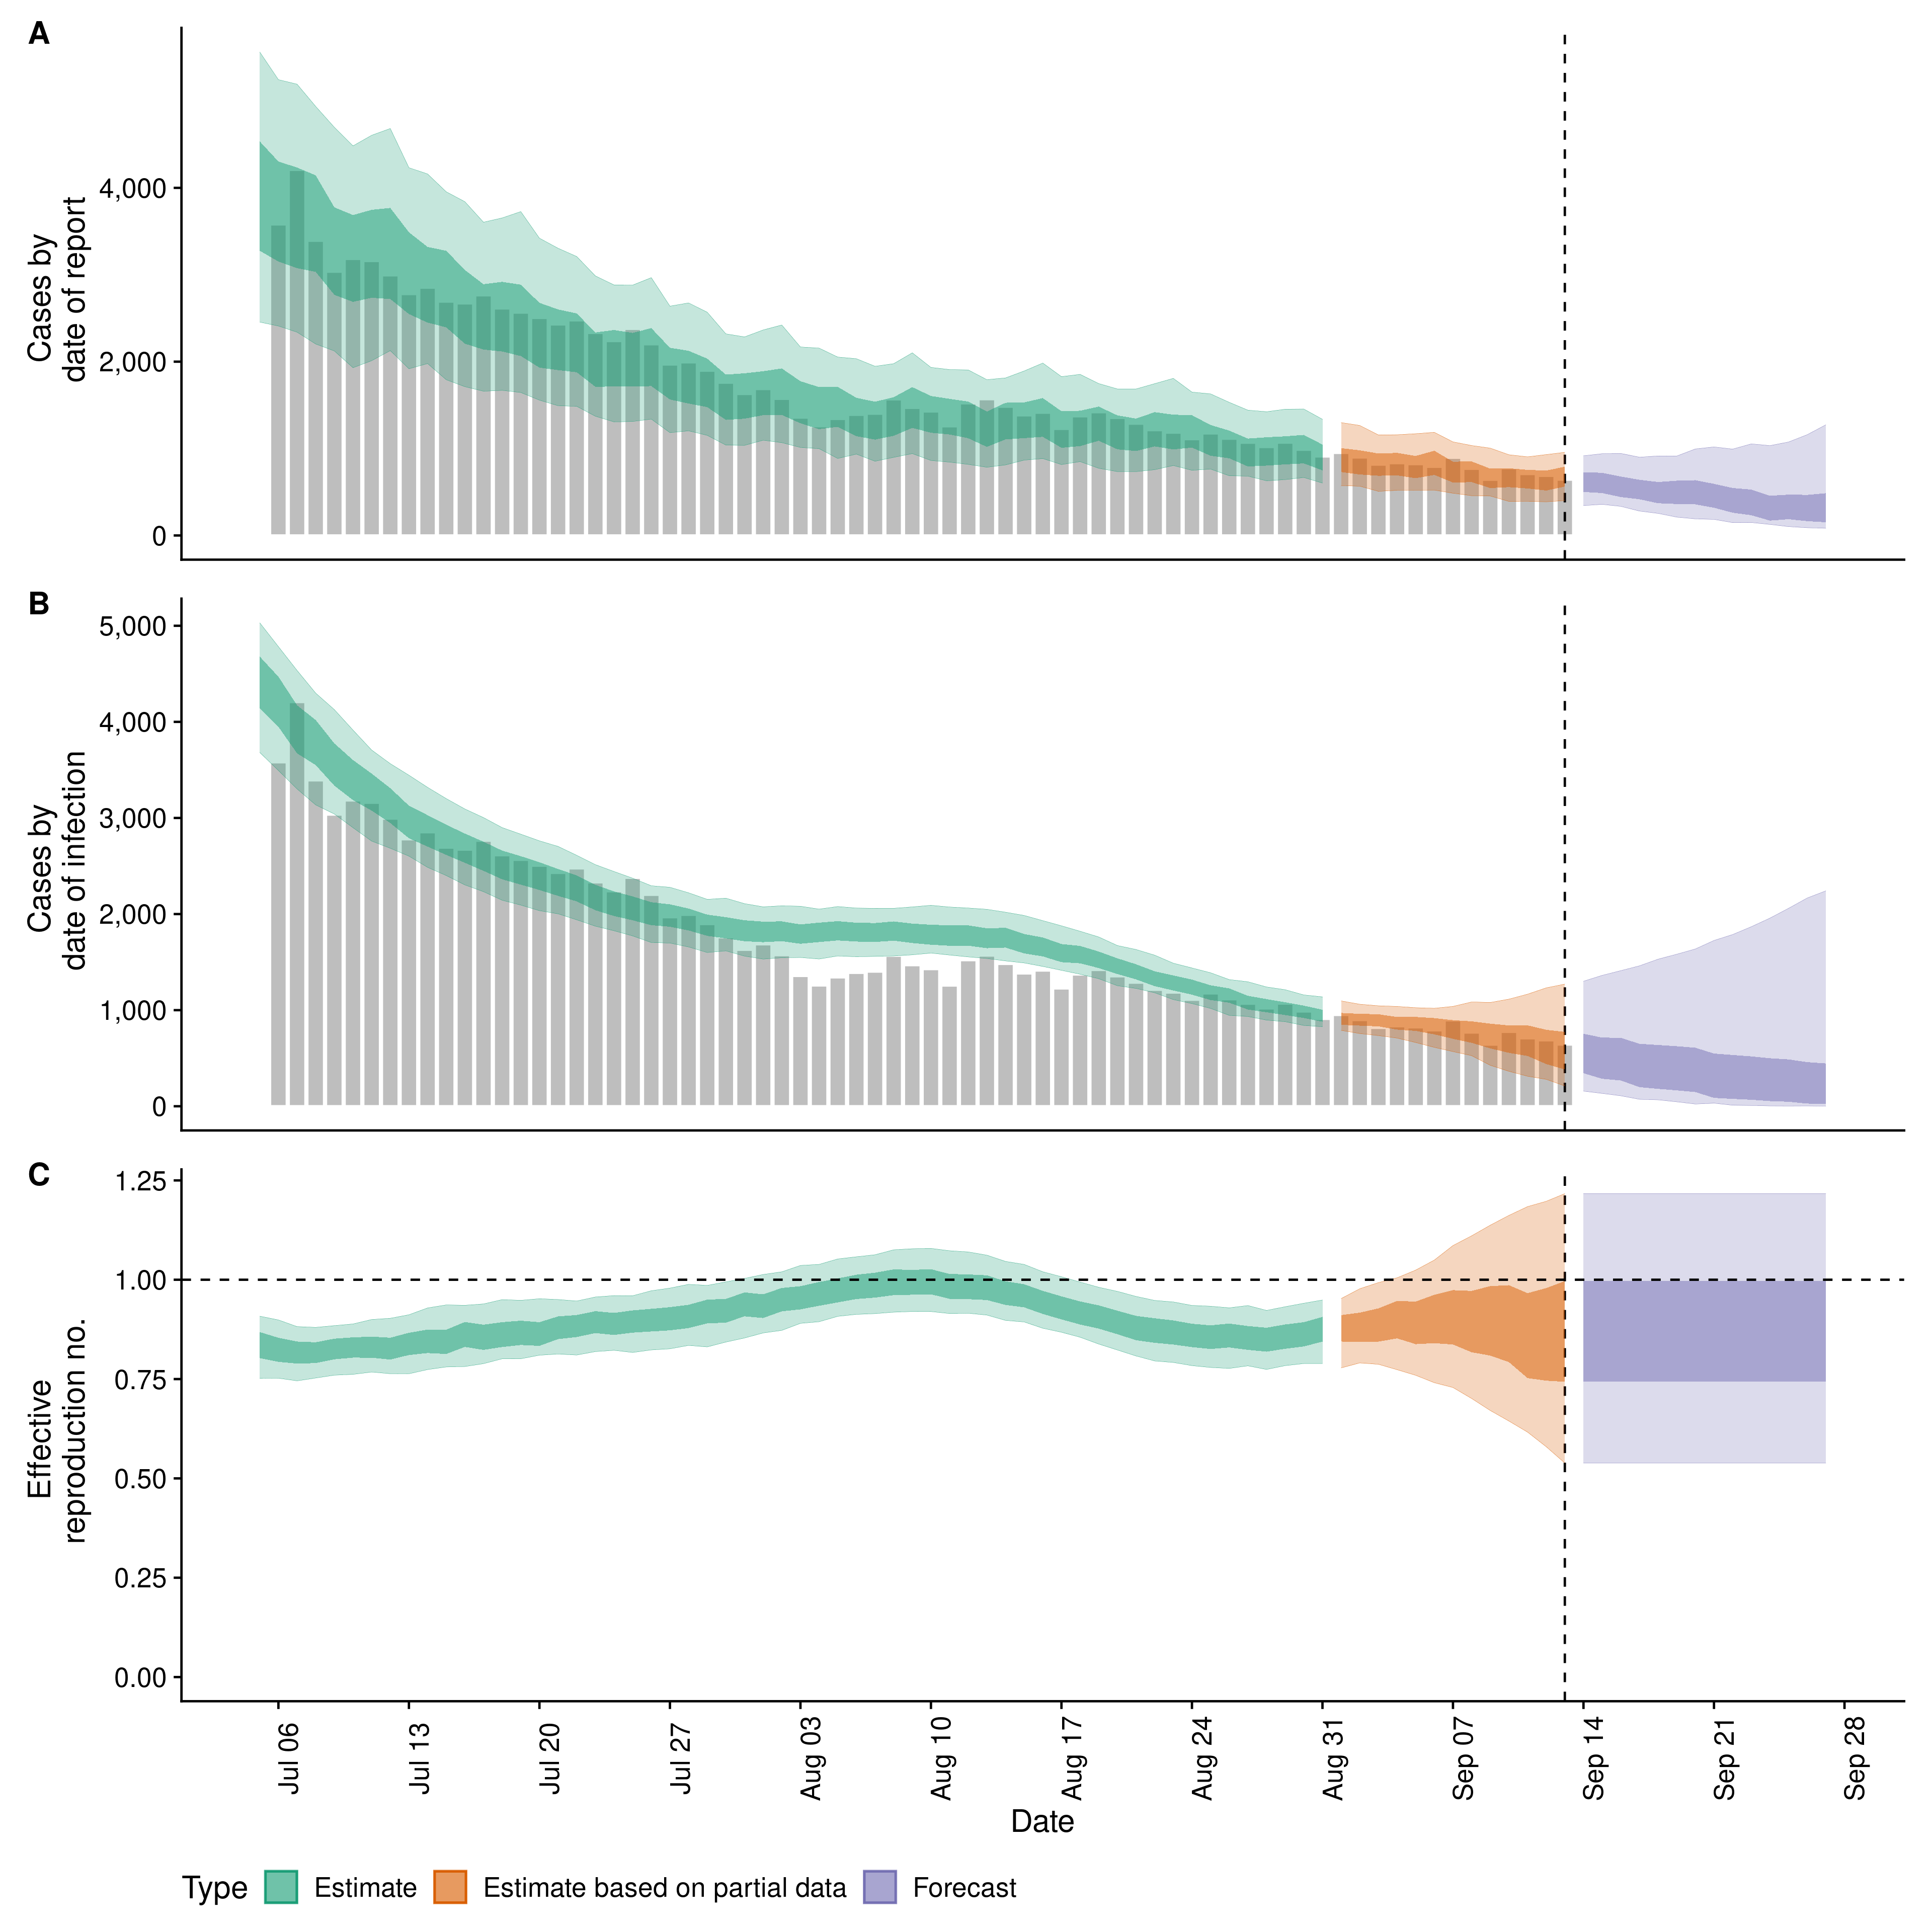 A
Cases by
date of report
4,000
2,000
0
B
Cases by
date of infection
5,000
4,000
3,000
2,000
1,000
0
C
Effective
reproduction no.
1.25
1.00
0.75
0.50
0.25
0.00
Jul 06
Jul 13
Jul 20
Jul 27
Aug 03
Aug 10
Aug 17
Aug 24
Aug 31
Sep 07
Sep 14
Sep 21
Sep 28
Date
Type Estimate Estimate based on partial data Forecast